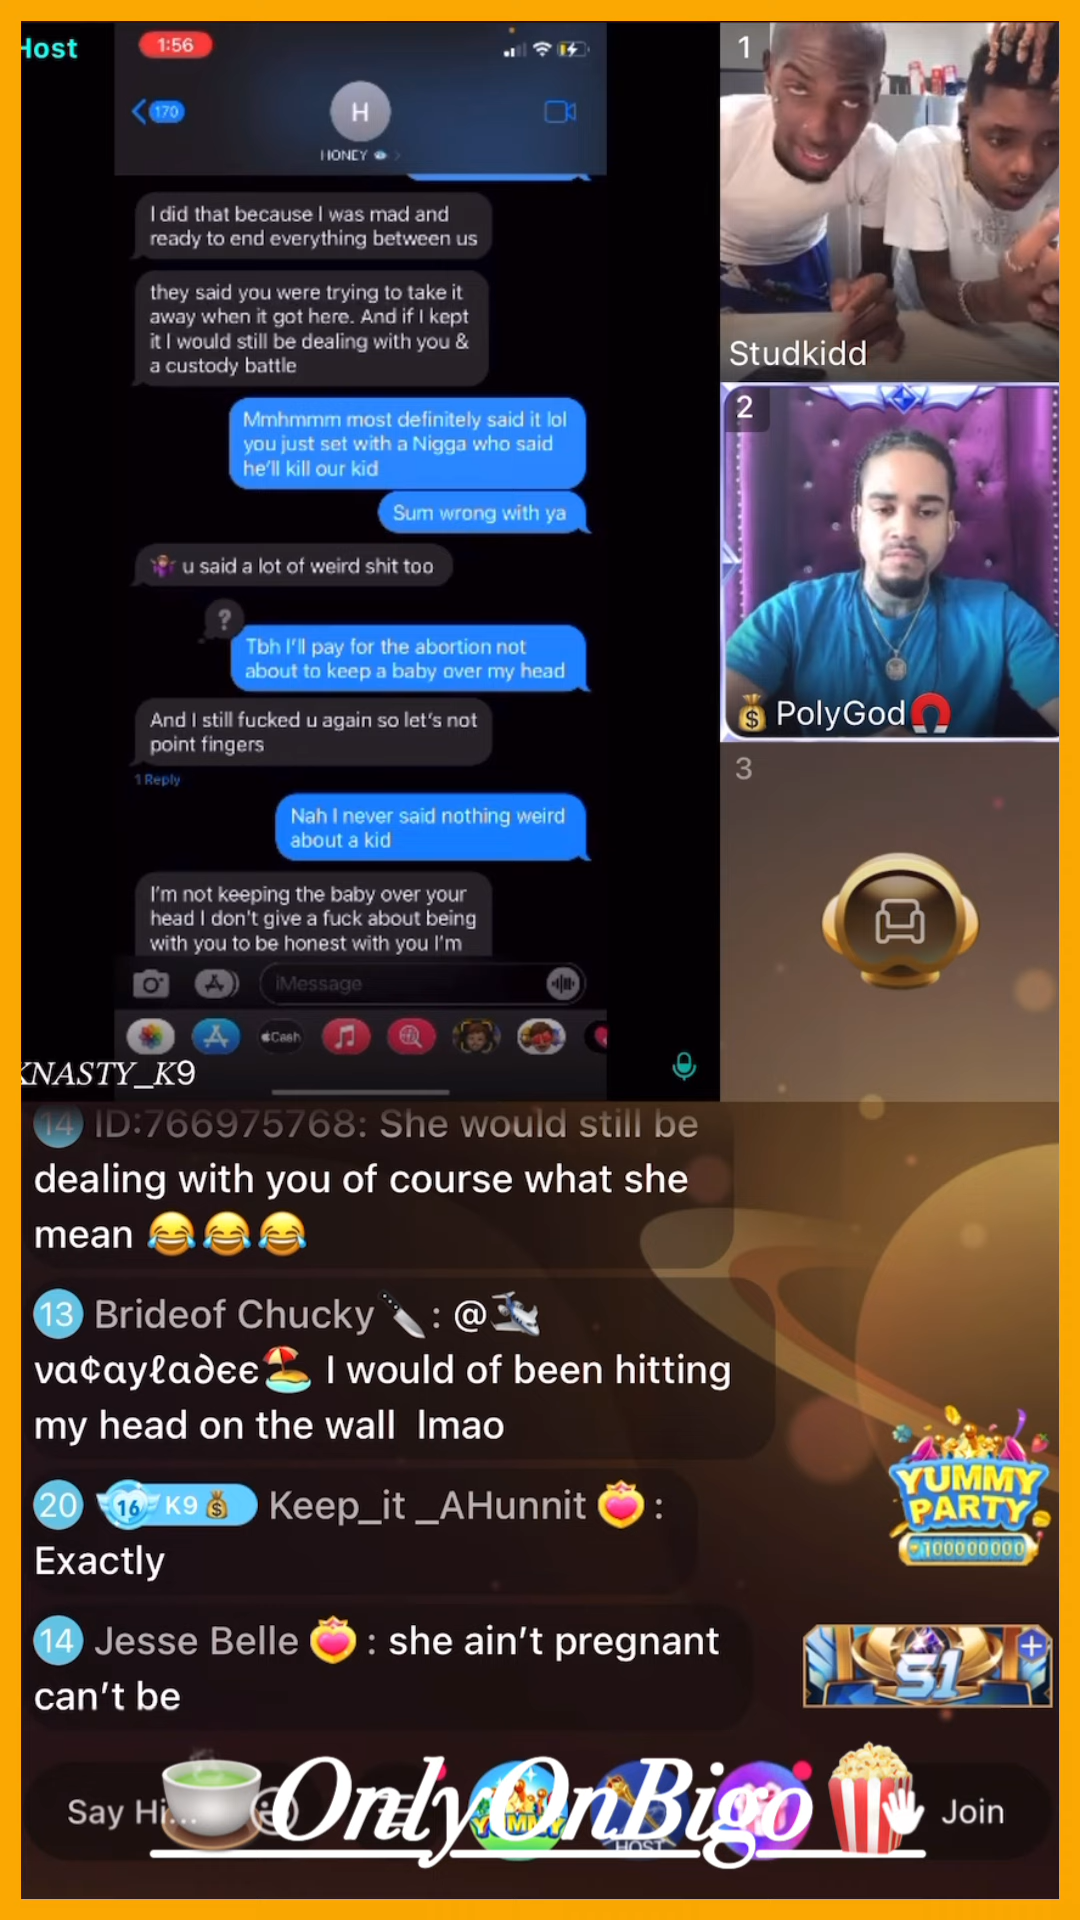 Host
1:56
170
H
HONEY
I did that because I was mad and
ready to end everything between us
they said you were trying to take it
away when it got here. And if I kept
it I would still be dealing with you &
a custody battle
Mmhmmm most definitely said it lol
you just set with a Nigga who said
he'll kill our kid
Sum wrong with ya
🤷🏾‍♀️ u said a lot of weird shit too
?
Tbh I'll pay for the abortion not
about to keep a baby over my head
And I still fucked u again so let's not
point fingers
1 Reply
Nah I never said nothing weird
about a kid
I'm not keeping the baby over your
head I don't give a fuck about being
with you to be honest with you I'm
iMessage
Cash
NASTY_K9
1
Studkidd
2
💰 PolyGod🧲
3
14 ID:766975768: She would still be
dealing with you of course what she
mean 😂😂😂
13 Brideof Chucky🔪: @🛩️
να¢αyℓα∂єє🏖️ I would of been hitting
my head on the wall lmao
20 16 K9💰 Keep_it _AHunnit 💝:
Exactly
14 Jesse Belle 💝: she ain't pregnant
can't be
YUMMY
PARTY
100000000
S1
Say Hi...
🍵OnlyOnBigo🍿
YUMMY
HOST
Join